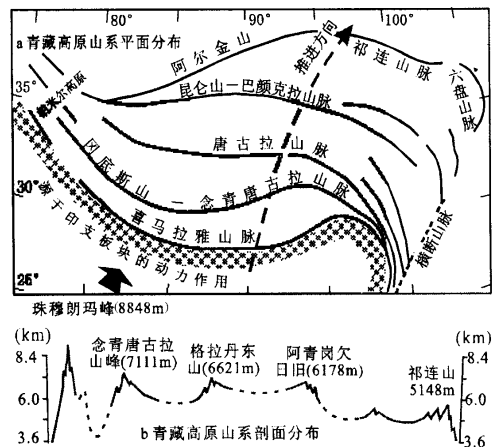 80° 90° 100°
a 青藏高原山系平面分布
阿尔金山
推进方向
祁连山脉
六盘山脉
35°
帕米尔高原
昆仑山—巴颜克拉山脉
唐古拉山脉
冈底斯山—念青唐古拉山脉
30°
喜马拉雅山脉
横断山脉
源于印支板块的动力作用
25°
珠穆朗玛峰(8848m)
(km)
8.4
6.0
3.6
念青唐古拉
山峰(7111m)
格拉丹东
山(6621m)
阿青岗欠
日旧(6178m)
祁连山
5148m
(km)
8.4
6.0
3.6
b 青藏高原山系剖面分布